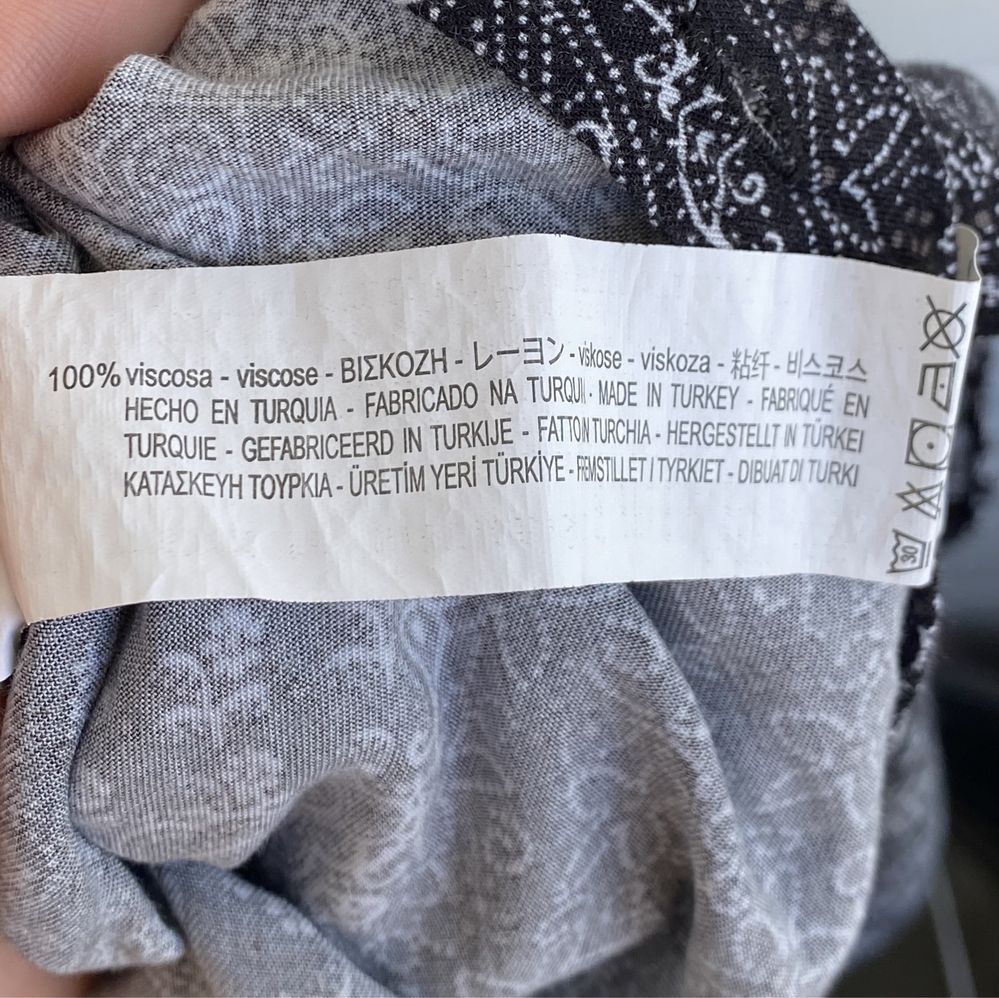 100% viscosa - viscose - ΒΙΣΚΟΖΗ - レーヨン - viskose - viskoza - 粘纤 - 비스코스
HECHO EN TURQUIA - FABRICADO NA TURQUI - MADE IN TURKEY - FABRIQUÉ EN
TURQUIE - GEFABRICEERD IN TURKIJE - FATTO IN TURCHIA - HERGESTELLT IN TÜRKEI
ΚΑΤΑΣΚΕΥΗ ΤΟΥΡΚΙΑ - ÜRETİM YERİ TÜRKİYE - FREMSTILLET I TYRKIET - DIBUAT DI TURKI
30